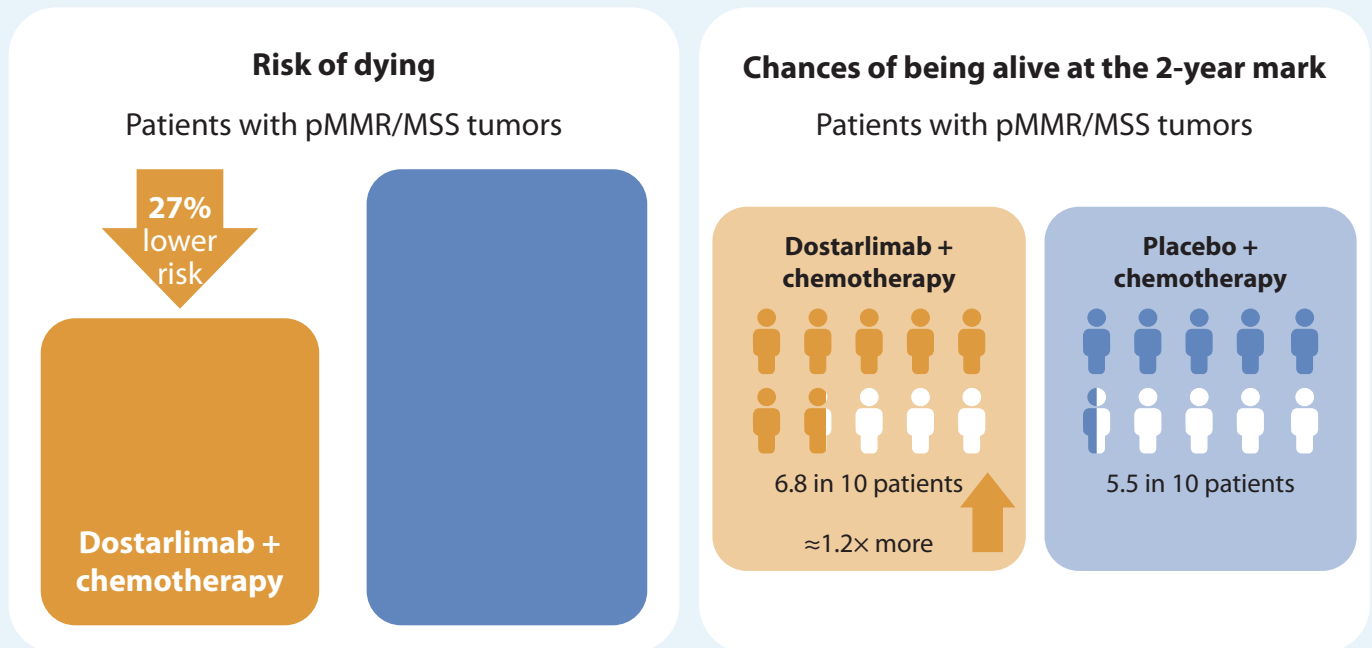 Risk of dying
Patients with pMMR/MSS tumors
27%
lower
risk
Dostarlimab +
chemotherapy
Chances of being alive at the 2-year mark
Patients with pMMR/MSS tumors
Dostarlimab +
chemotherapy
6.8 in 10 patients
≈1.2× more
Placebo +
chemotherapy
5.5 in 10 patients